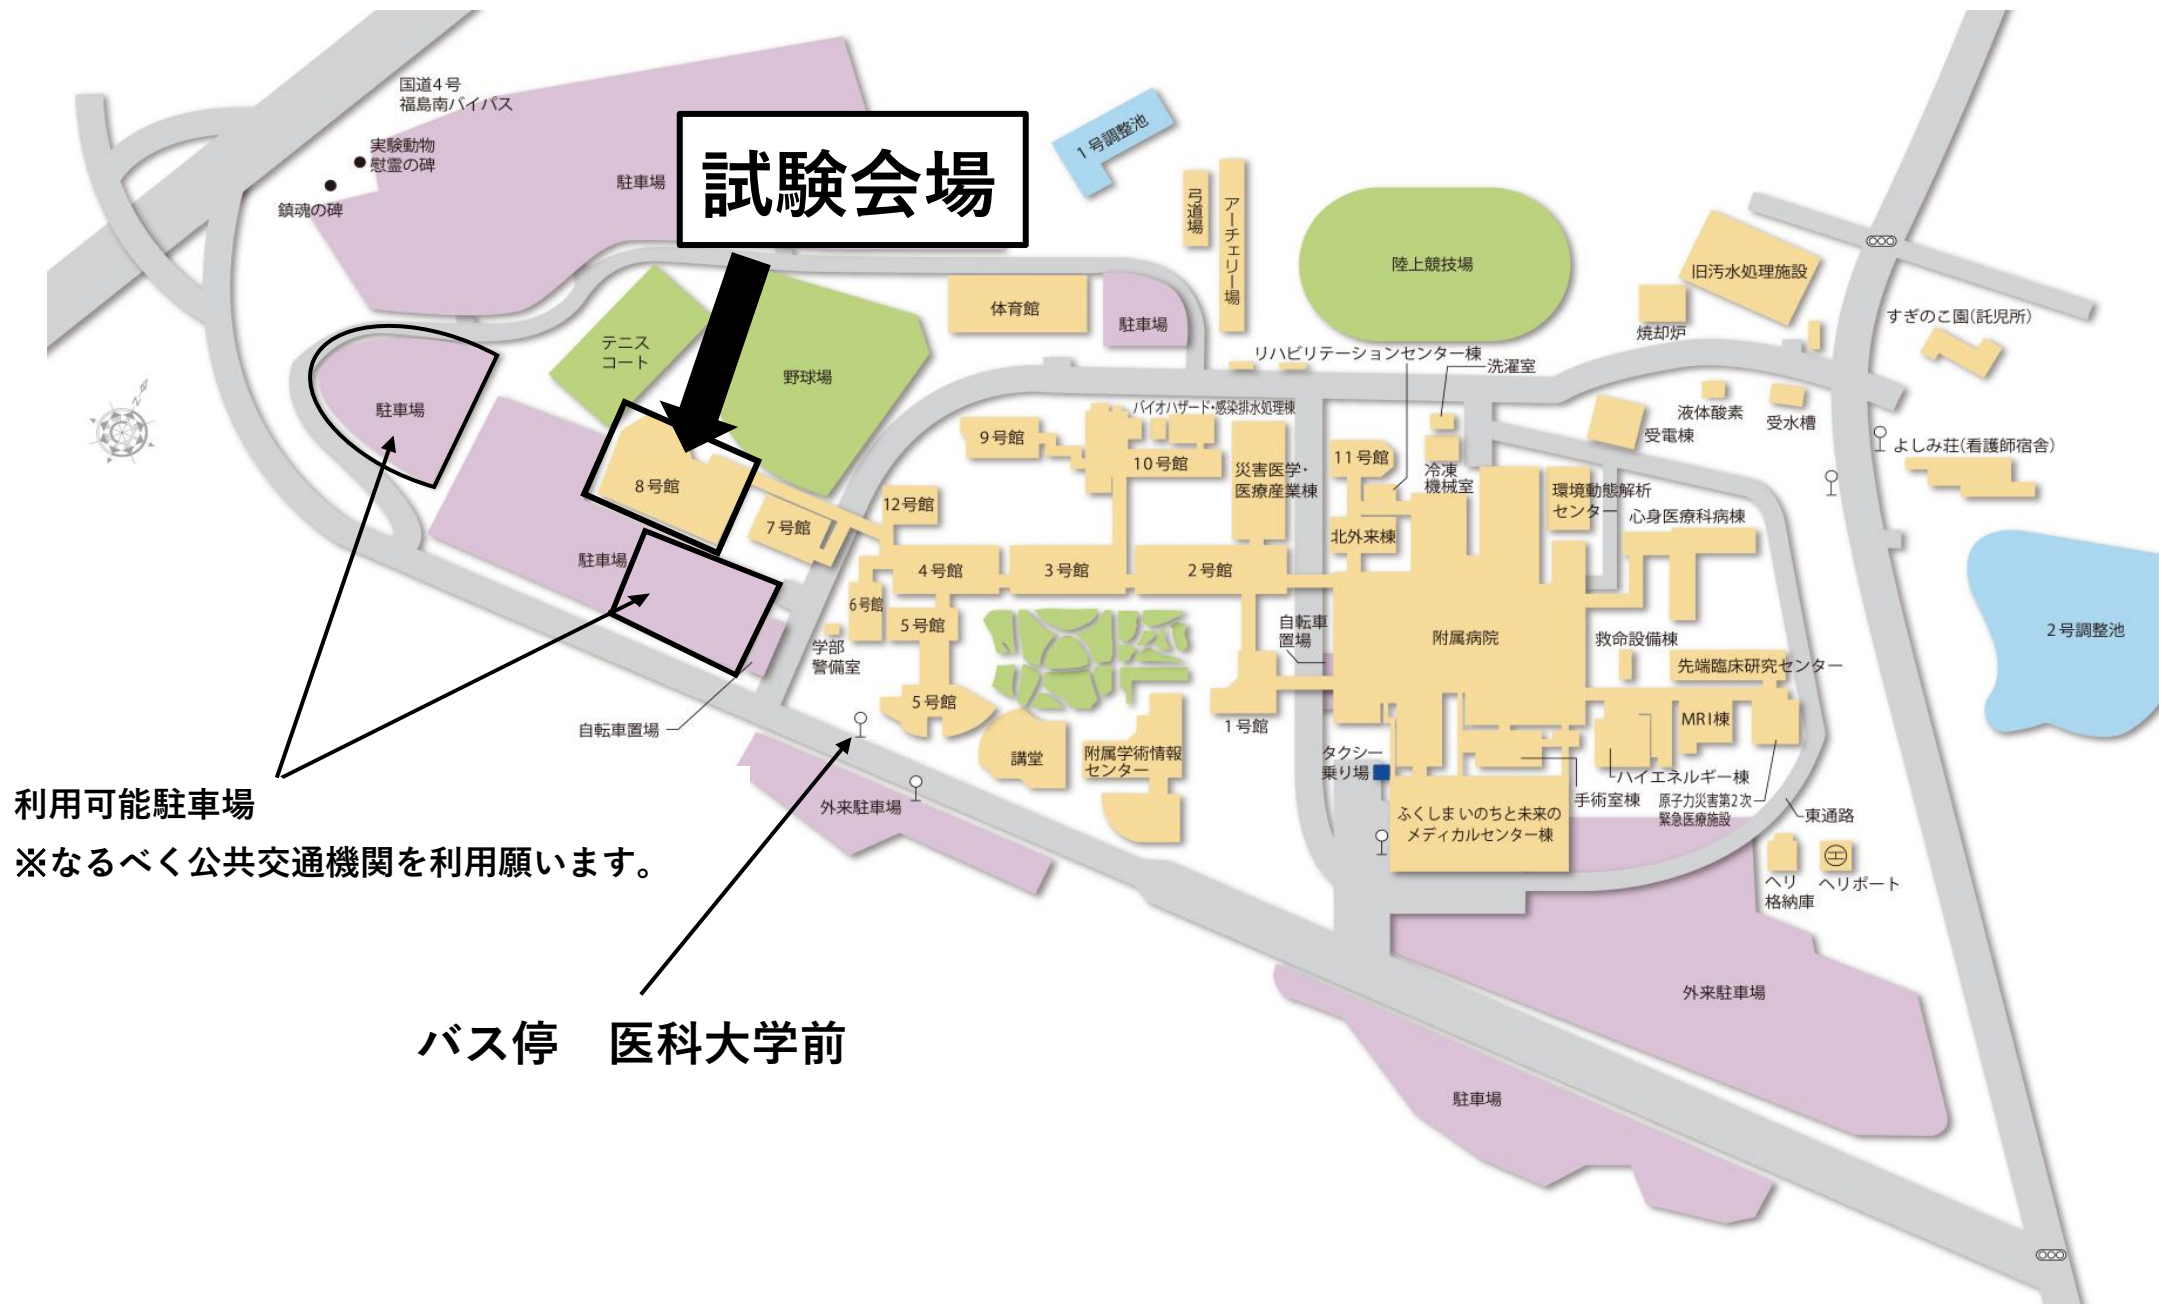 国道4号
福島南バイパス
実験動物
慰霊の碑
鎮魂の碑
駐車場
試験会場
1号調整池
弓道場
アーチェリー場
陸上競技場
旧汚水処理施設
焼却炉
すぎのこ園(託児所)
体育館
駐車場
テニス
コート
野球場
リハビリテーションセンター棟
洗濯室
駐車場
バイオハザード・感染排水処理棟
液体酸素
受水槽
受電棟
よしみ荘(看護師宿舎)
9号館
10号館
災害医学・
医療産業棟
11号館
冷凍
機械室
環境動態解析
センター
心身医療科病棟
8号館
12号館
7号館
北外来棟
駐車場
4号館
3号館
2号館
6号館
5号館
学部
警備室
自転車
置場
附属病院
救命設備棟
先端臨床研究センター
2号調整池
5号館
自転車置場
1号館
MRI棟
講堂
附属学術情報
センター
タクシー
乗り場
ハイエネルギー棟
手術室棟
原子力災害第2次
緊急医療施設
東通路
利用可能駐車場
※なるべく公共交通機関を利用願います。
外来駐車場
ふくしま いのちと未来の
メディカルセンター棟
ヘリ
格納庫
ヘリポート
外来駐車場
バス停　医科大学前
駐車場
N
H